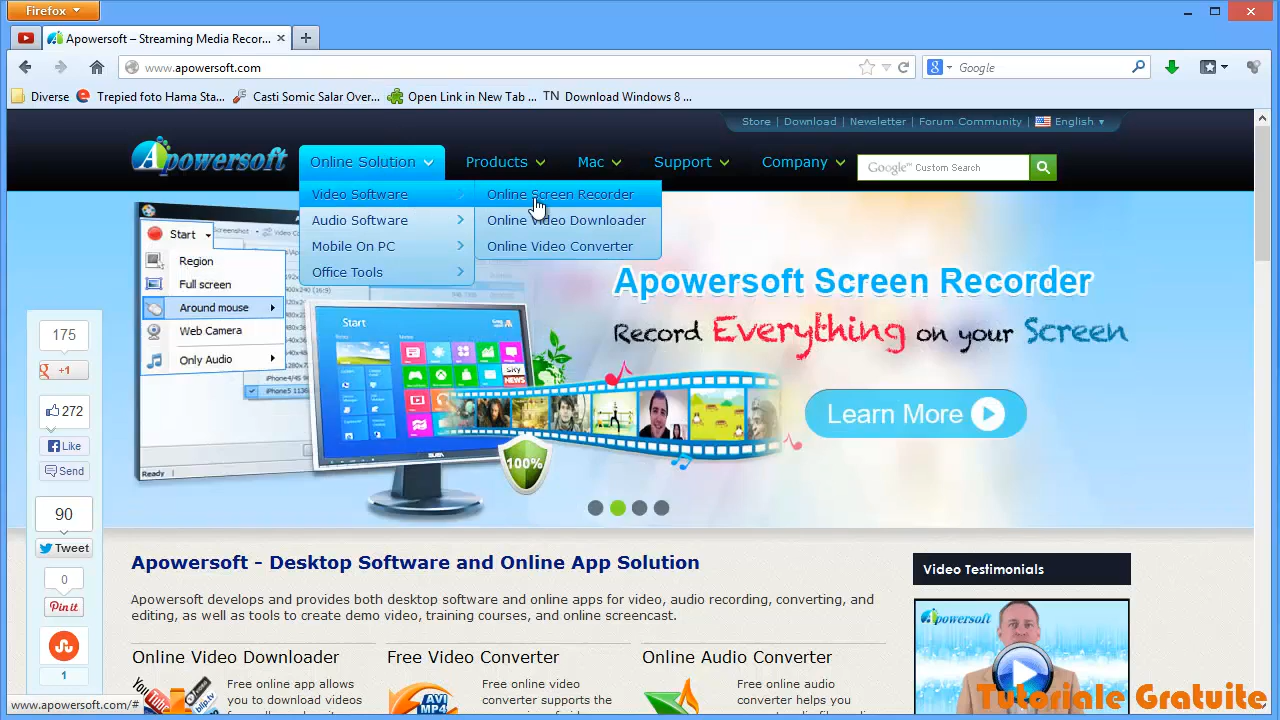 Firefox
Apowersoft – Streaming Media Recor...
www.apowersoft.com
Google
Diverse
Trepied foto Hama Sta...
Casti Somic Salar Over...
Open Link in New Tab ...
TN Download Windows 8 ...
Store | Download | Newsletter | Forum Community | English
Apowersoft
Online Solution
Products
Mac
Support
Company
Google™ Custom Search
Video Software
Audio Software
Mobile On PC
Office Tools
Online Screen Recorder
Online Video Downloader
Online Video Converter
Start
Region
Full screen
Around mouse
Web Camera
Only Audio
Ready
Start
Sky
NEWS
100%
Apowersoft Screen Recorder
Record Everything on your Screen
Learn More
175
+1
272
Like
Send
90
Tweet
0
Pin it
1
Apowersoft - Desktop Software and Online App Solution
Apowersoft develops and provides both desktop software and online apps for video, audio recording, converting, and
editing, as well as tools to create demo video, training courses, and online screencast.
Video Testimonials
Apowersoft
Online Video Downloader
Free online app allows
you to download videos
Free Video Converter
AVI
MP4
Free online video
converter supports the
Online Audio Converter
Free online audio
converter helps you
www.apowersoft.com/#
Tutoriale Gratuite